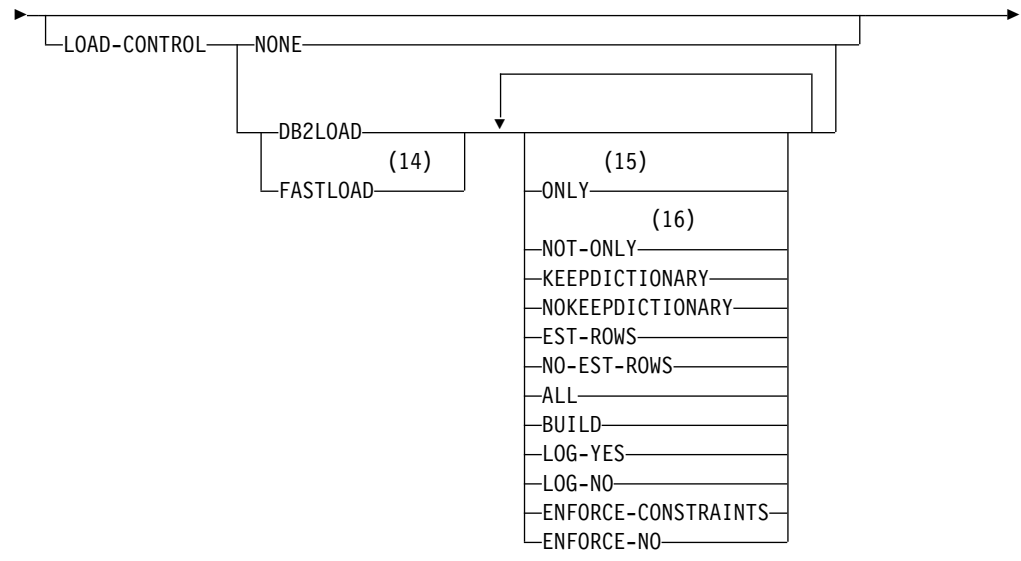 LOAD-CONTROL NONE
DB2LOAD
(14) (15)
FASTLOAD ONLY
(16)
NOT-ONLY
KEEPDICTIONARY
NOKEEPDICTIONARY
EST-ROWS
NO-EST-ROWS
ALL
BUILD
LOG-YES
LOG-NO
ENFORCE-CONSTRAINTS
ENFORCE-NO